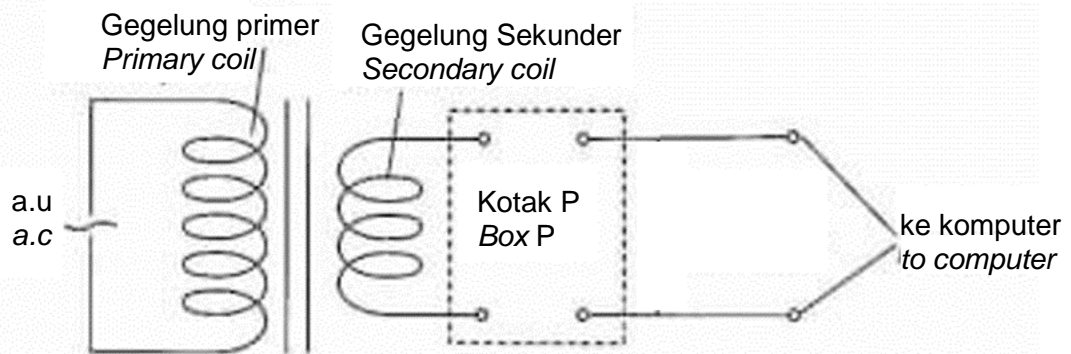 Gegelung primer
Primary coil
Gegelung Sekunder
Secondary coil
a.u
a.c
Kotak P
Box P
ke komputer
to computer